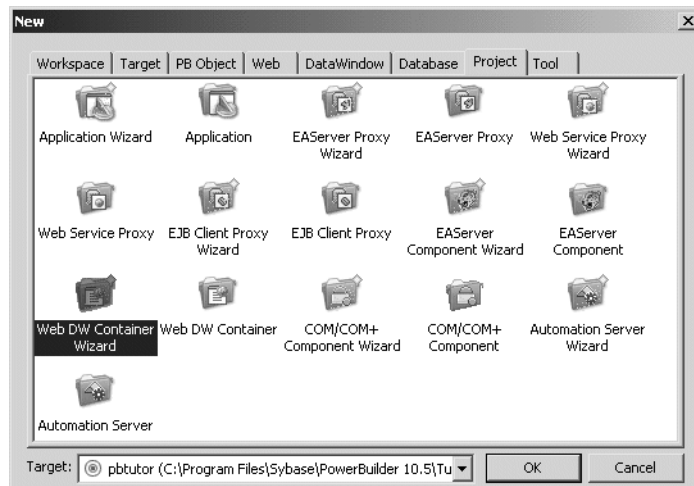 New
Workspace Target PB Object Web DataWindow Database Project Tool
Application Wizard Application EAServer Proxy EAServer Proxy Web Service Proxy
Wizard Wizard
Web Service Proxy EJB Client Proxy EJB Client Proxy EAServer EAServer
Wizard Component Wizard Component
Web DW Container Web DW Container COM/COM+ COM/COM+ Automation Server
Wizard Component Wizard Component Wizard
Automation Server
Target: pbtutor (C:\Program Files\Sybase\PowerBuilder 10.5\Tu OK Cancel